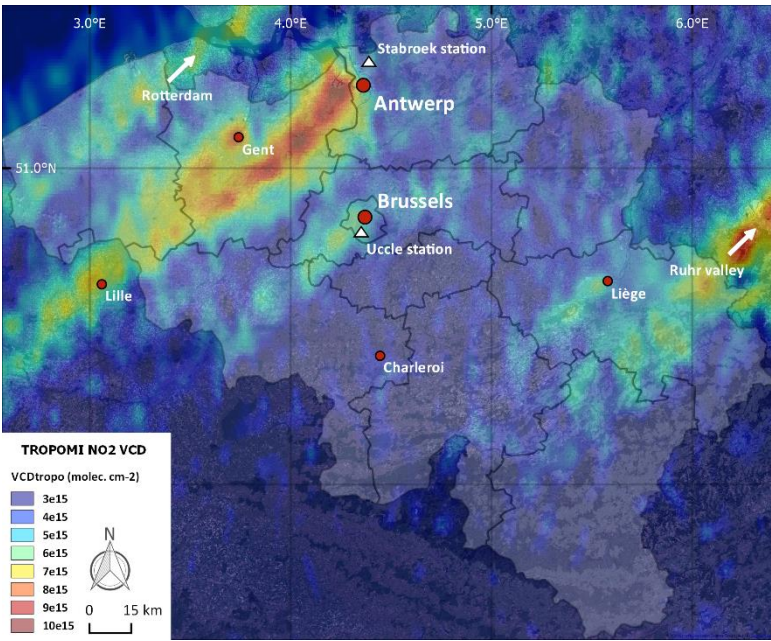 3.0°E 4.0°E 5.0°E 6.0°E
Stabroek station
Rotterdam
Antwerp
Gent
51.0°N
Brussels
Uccle station
Ruhr valley
Lille
Liège
Charleroi
TROPOMI NO2 VCD
VCDtropo (molec. cm-2)
3e15
4e15
5e15
6e15
7e15
8e15
9e15
10e15
N
0 15 km